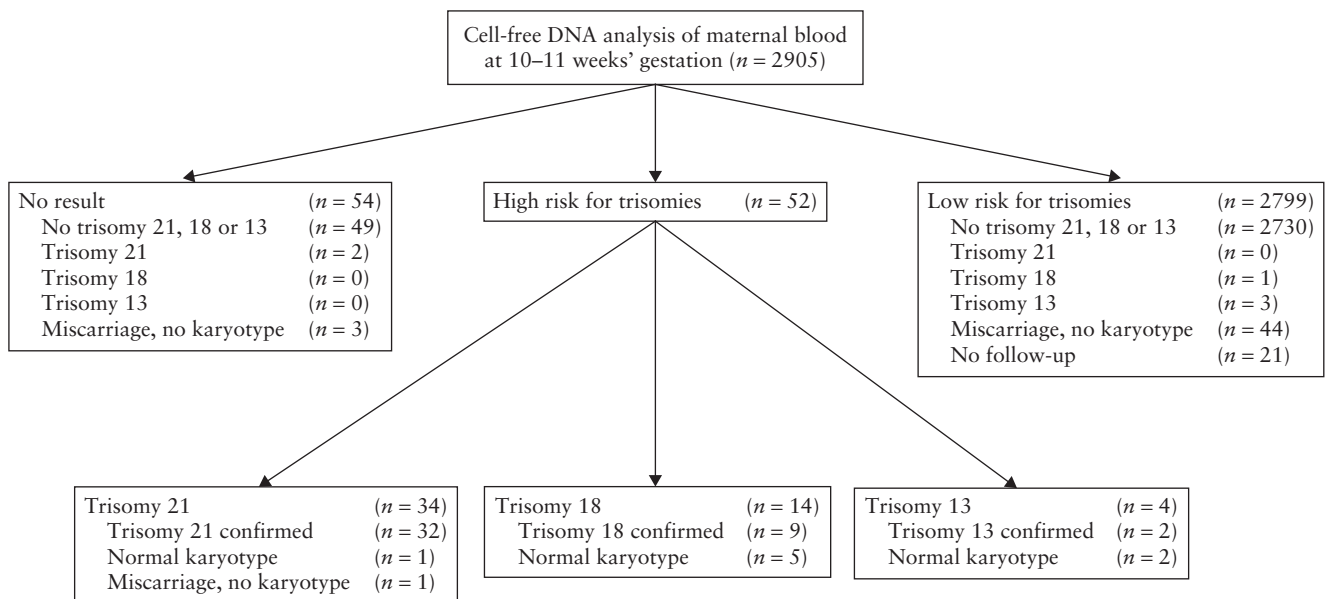 Cell-free DNA analysis of maternal blood
at 10–11 weeks’ gestation (n = 2905)
No result (n = 54)
No trisomy 21, 18 or 13 (n = 49)
Trisomy 21 (n = 2)
Trisomy 18 (n = 0)
Trisomy 13 (n = 0)
Miscarriage, no karyotype (n = 3)
High risk for trisomies (n = 52)
Low risk for trisomies (n = 2799)
No trisomy 21, 18 or 13 (n = 2730)
Trisomy 21 (n = 0)
Trisomy 18 (n = 1)
Trisomy 13 (n = 3)
Miscarriage, no karyotype (n = 44)
No follow-up (n = 21)
Trisomy 21 (n = 34)
Trisomy 21 confirmed (n = 32)
Normal karyotype (n = 1)
Miscarriage, no karyotype (n = 1)
Trisomy 18 (n = 14)
Trisomy 18 confirmed (n = 9)
Normal karyotype (n = 5)
Trisomy 13 (n = 4)
Trisomy 13 confirmed (n = 2)
Normal karyotype (n = 2)